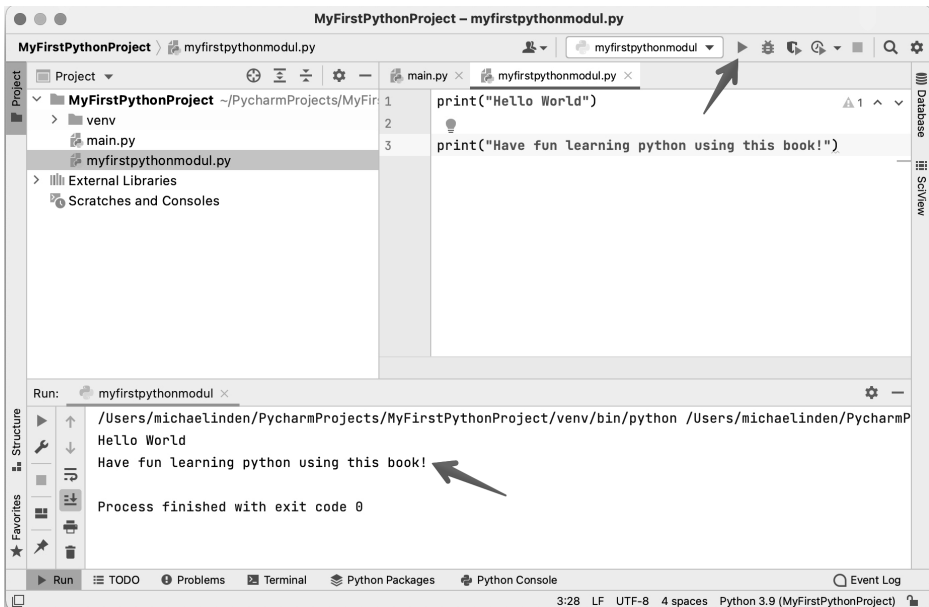 MyFirstPythonProject – myfirstpythonmodul.py
MyFirstPythonProject myfirstpythonmodul.py
myfirstpythonmodul
Project
Project
main.py
myfirstpythonmodul.py
MyFirstPythonProject ~/PycharmProjects/MyFir
venv
main.py
myfirstpythonmodul.py
External Libraries
Scratches and Consoles
1 print("Hello World")
2
3 print("Have fun learning python using this book!")
1
Database
SciView
Run: myfirstpythonmodul
/Users/michaelinden/PycharmProjects/MyFirstPythonProject/venv/bin/python /Users/michaelinden/PycharmP
Hello World
Have fun learning python using this book!
Process finished with exit code 0
Structure
Favorites
Run TODO Problems Terminal Python Packages Python Console Event Log
3:28 LF UTF-8 4 spaces Python 3.9 (MyFirstPythonProject)